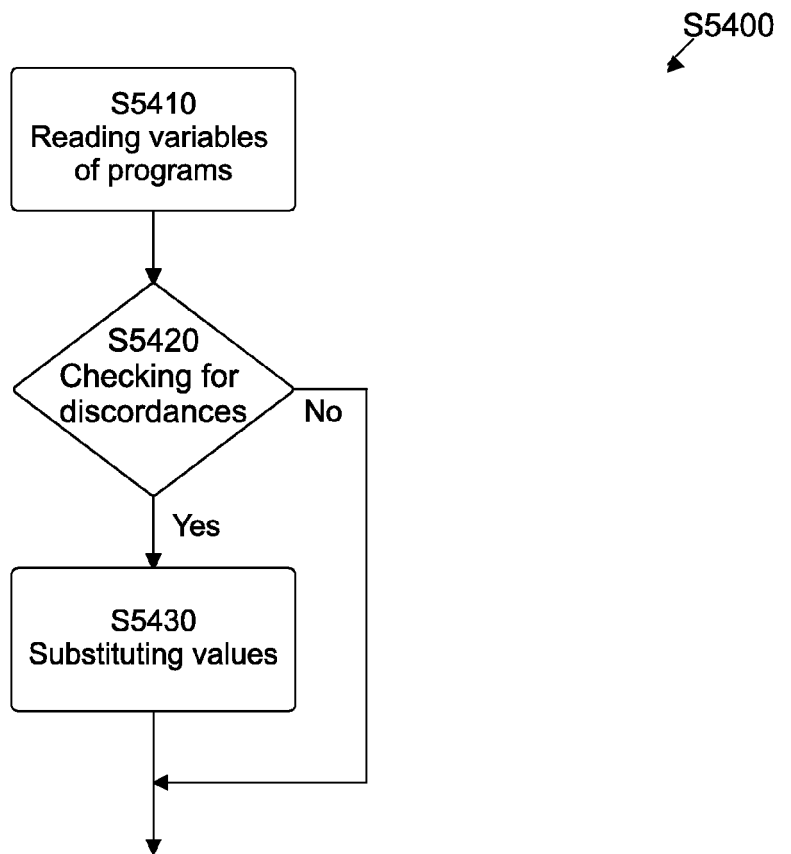 S5400
S5410
Reading variables
of programs
S5420
Checking for
discordances
No
Yes
S5430
Substituting values